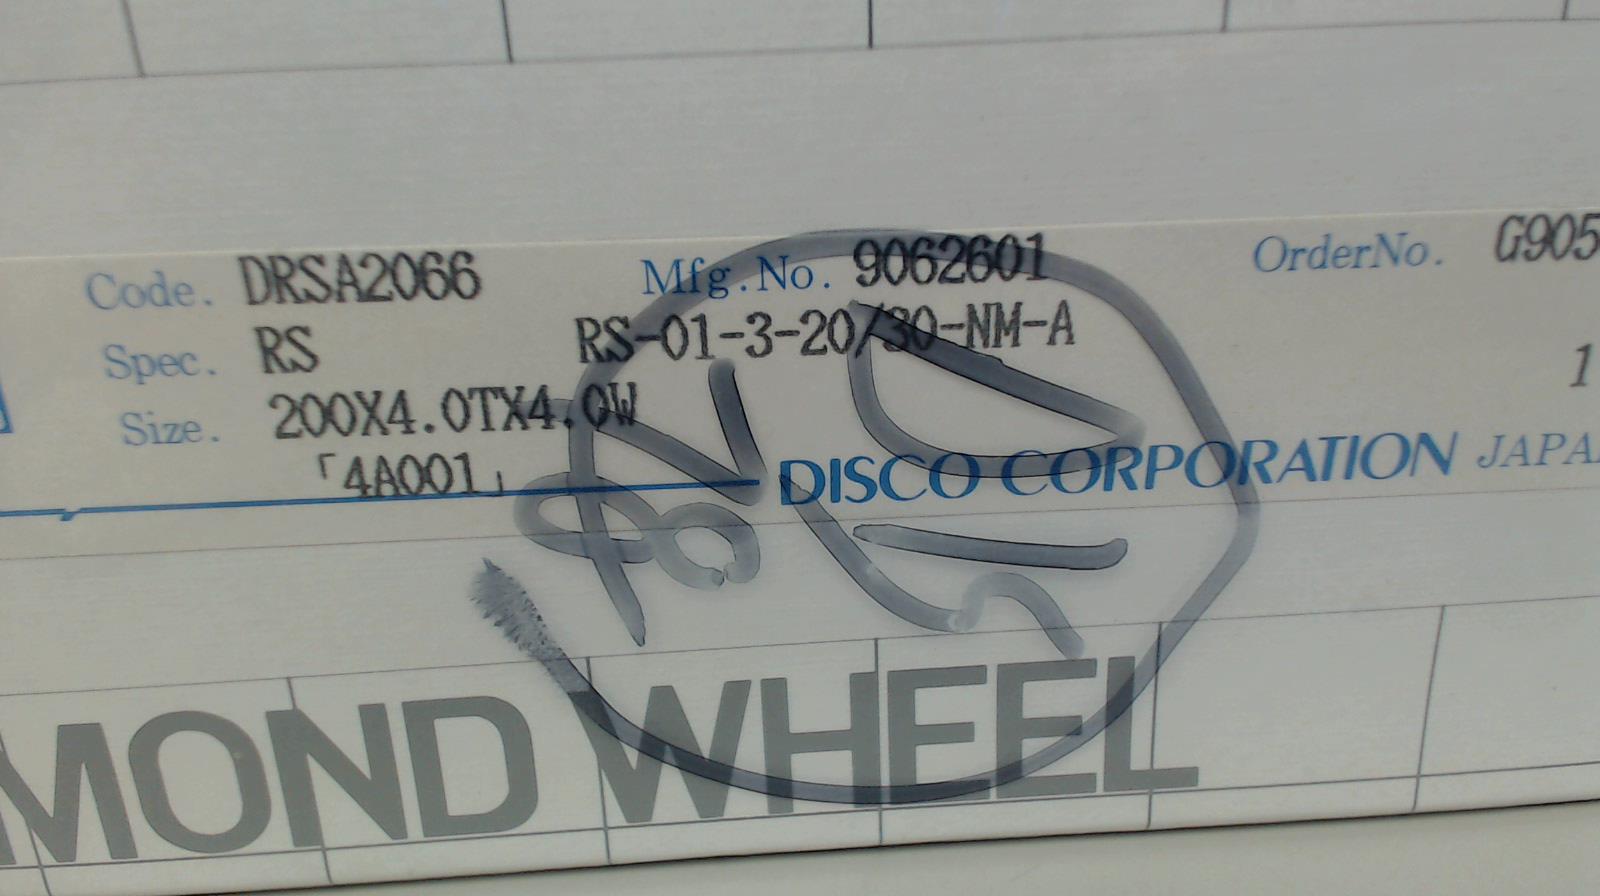 Code. DRSA2066 Mfg.No. 9062601 OrderNo. G905
Spec. RS RS-01-3-20/30-NM-A
Size. 200X4.0TX4.0W 1
「4A001」
DISCO CORPORATION JAPA
MOND WHEEL